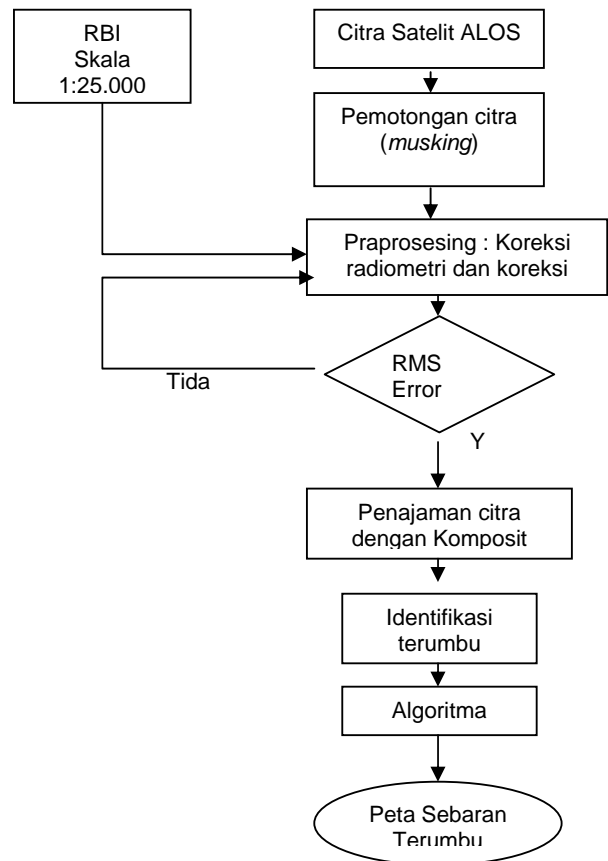 RBI
Skala
1:25.000
Citra Satelit ALOS
Pemotongan citra
(musking)
Praprosesing : Koreksi
radiometri dan koreksi
RMS
Error
Tida
Y
Penajaman citra
dengan Komposit
Identifikasi
terumbu
Algoritma
Peta Sebaran
Terumbu